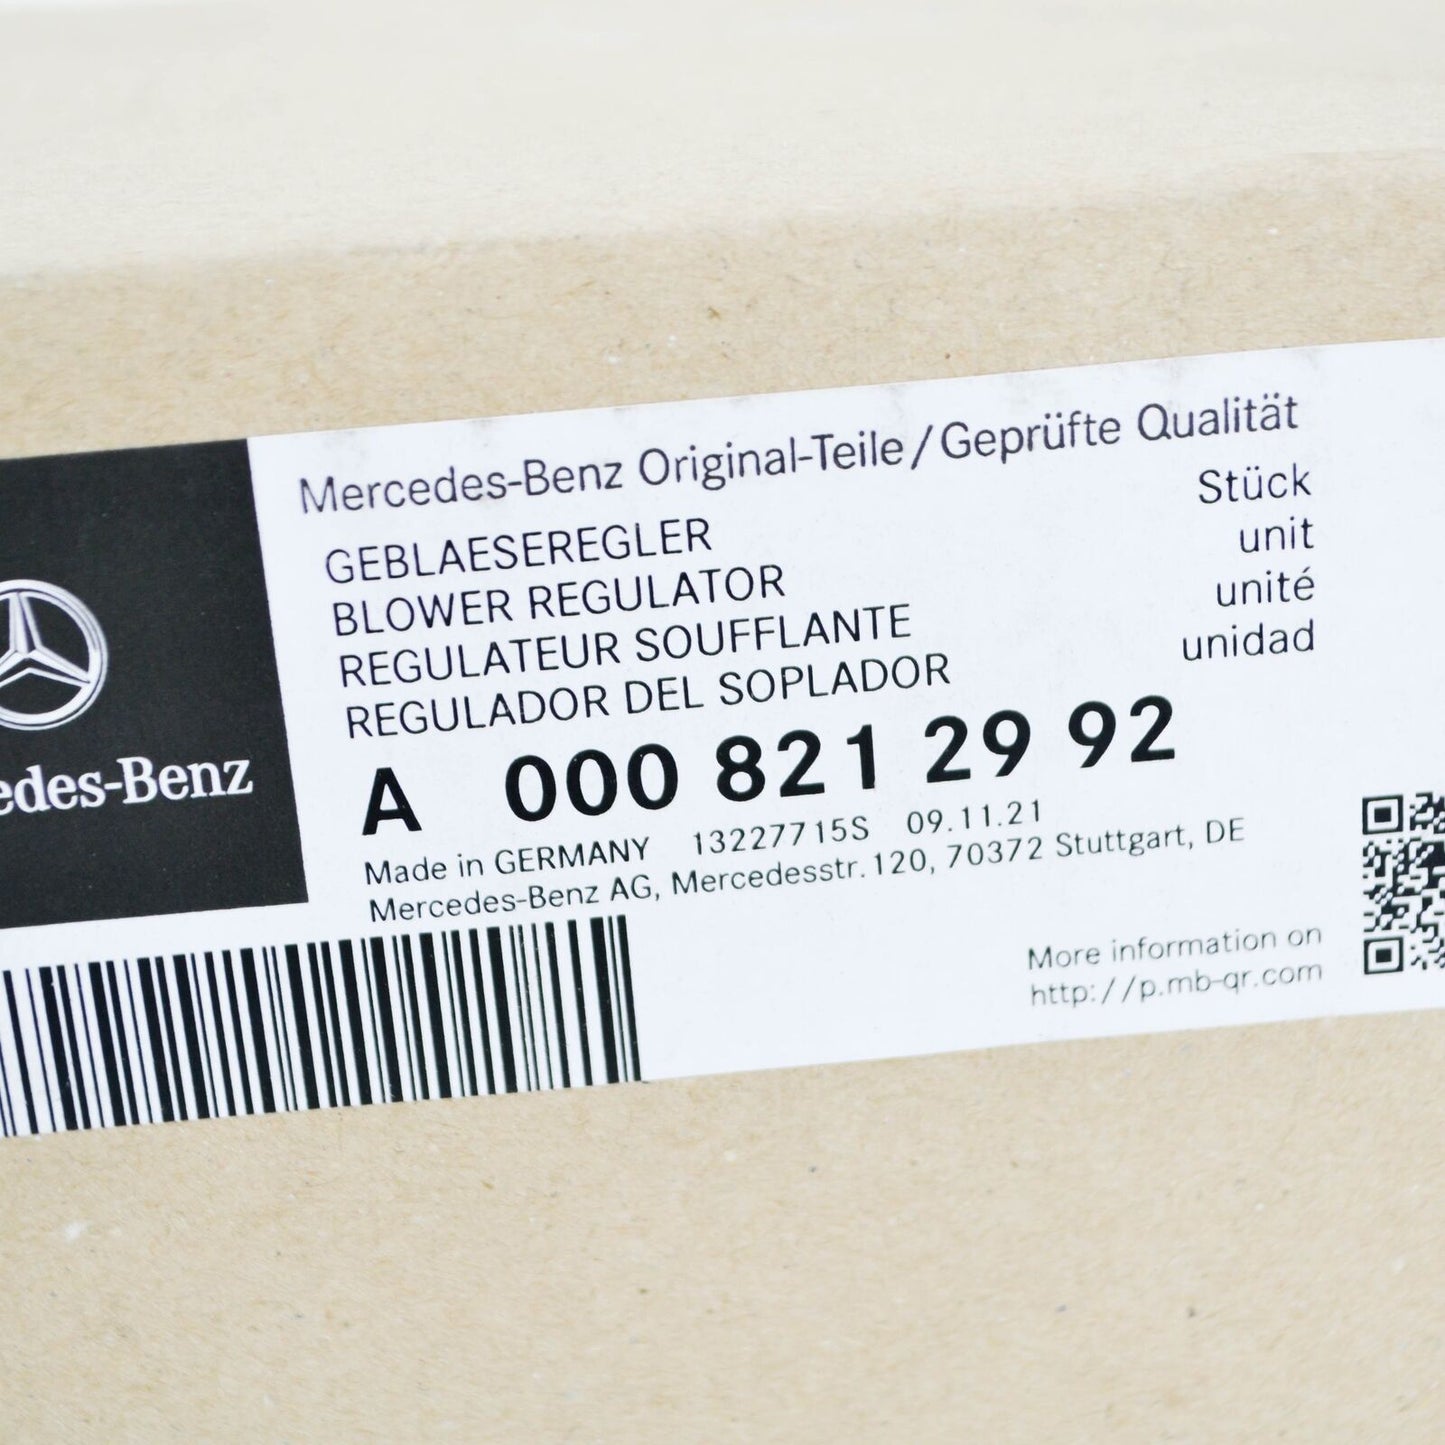 Mercedes-Benz Original-Teile/Geprüfte Qualität
GEBLAESEREGLER
Stück
BLOWER REGULATOR
unit
REGULATEUR SOUFFLANTE
unité
REGULADOR DEL SOPLADOR
unidad
A 000 821 29 92
Made in GERMANY 13227715S 09.11.21
Mercedes-Benz AG, Mercedesstr. 120, 70372 Stuttgart, DE
edes-Benz
More information on
http://p.mb-qr.com